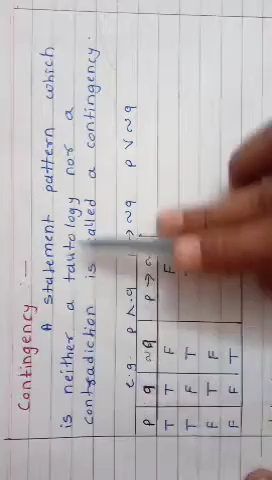 Contingency :-
A statement pattern which
is neither a tautology nor a
contradiction is called a contingency.
e.g. p ∧ q → ~q p ∨ ~q
P q ~q P →
T T F F
T F T
F T F
F F T